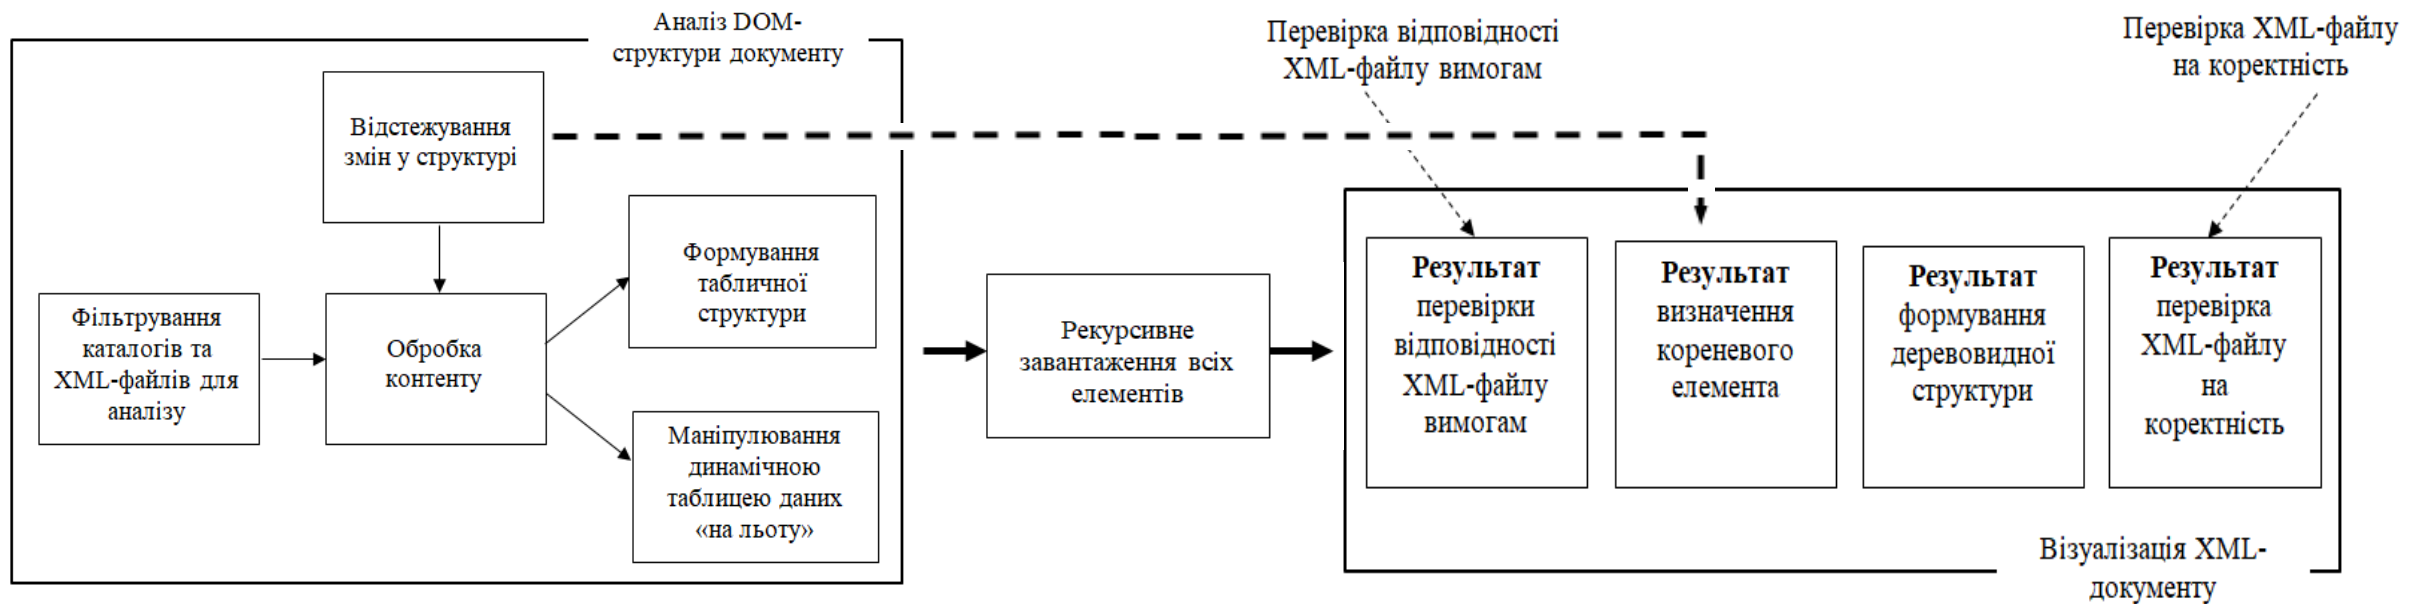 Аналіз DOM-
структури документу
Відстежування
змін у структурі
Фільтрування
каталогів та
XML-файлів для
аналізу
Обробка
контенту
Формування
табличної
структури
Маніпулювання
динамічною
таблицею даних
«на льоту»
Рекурсивне
завантаження всіх
елементів
Перевірка відповідності
XML-файлу вимогам
Перевірка XML-файлу
на коректність
Результат
перевірки
відповідності
XML-файлу
вимогам
Результат
визначення
кореневого
елемента
Результат
формування
деревовидної
структури
Результат
перевірка
XML-файлу
на
коректність
Візуалізація XML-
документу